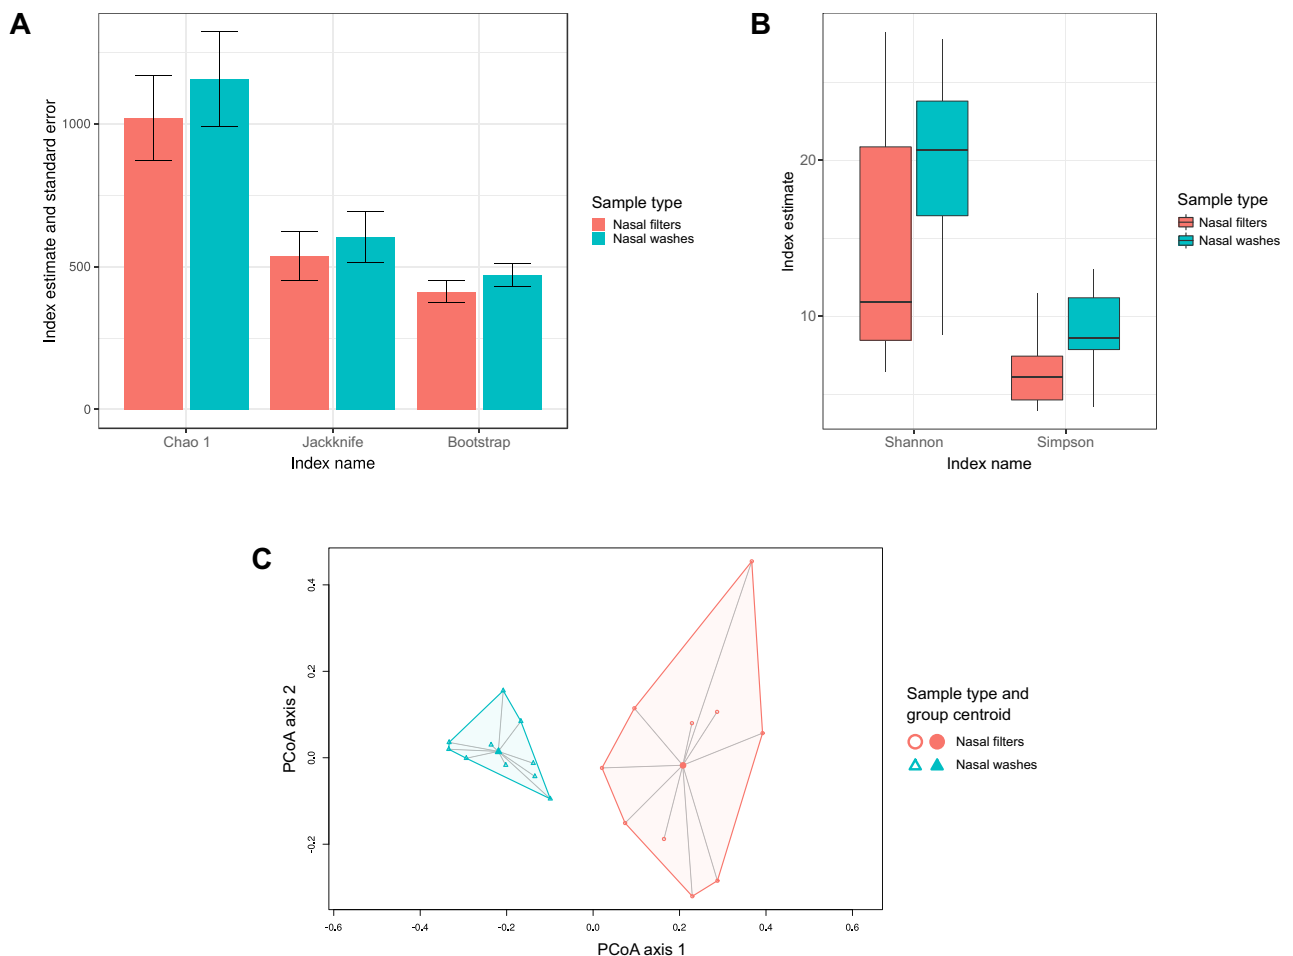 A
Index estimate and standard error
1000
500
0
Chao 1 Jackknife Bootstrap
Index name
Sample type
Nasal filters
Nasal washes
B
Index estimate
20
10
Shannon Simpson
Index name
Sample type
Nasal filters
Nasal washes
C
PCoA axis 2
0.4
0.2
0.0
-0.2
-0.6 -0.4 -0.2 0.0 0.2 0.4 0.6
PCoA axis 1
Sample type and
group centroid
Nasal filters
Nasal washes